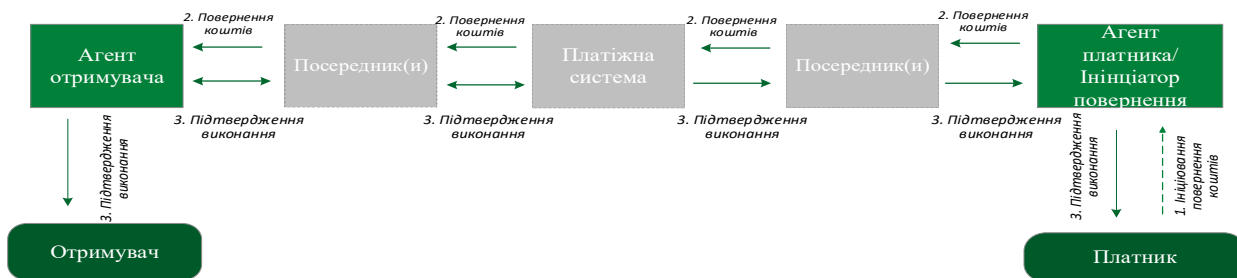 2. Повернення
коштів
2. Повернення
коштів
2. Повернення
коштів
2. Повернення
коштів
Агент
отримувача
Посередник(и)
Платіжна
система
Посередник(и)
Агент
платника/
Інінціатор
повернення
3. Підтвердження
виконання
3. Підтвердження
виконання
3. Підтвердження
виконання
3. Підтвердження
виконання
3. Підтвердження
виконання
3. Підтвердження
виконання
1. Ініціювання
повернення
коштів
Отримувач
Платник